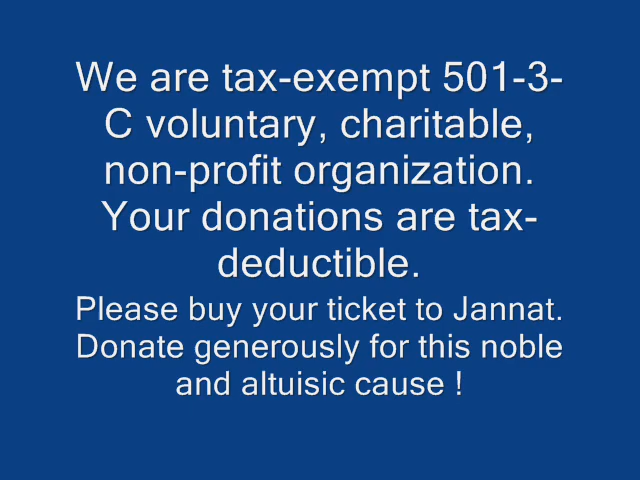 We are tax-exempt 501-3-
C voluntary, charitable,
non-profit organization.
Your donations are tax-
deductible.
Please buy your ticket to Jannat.
Donate generously for this noble
and altuisic cause !